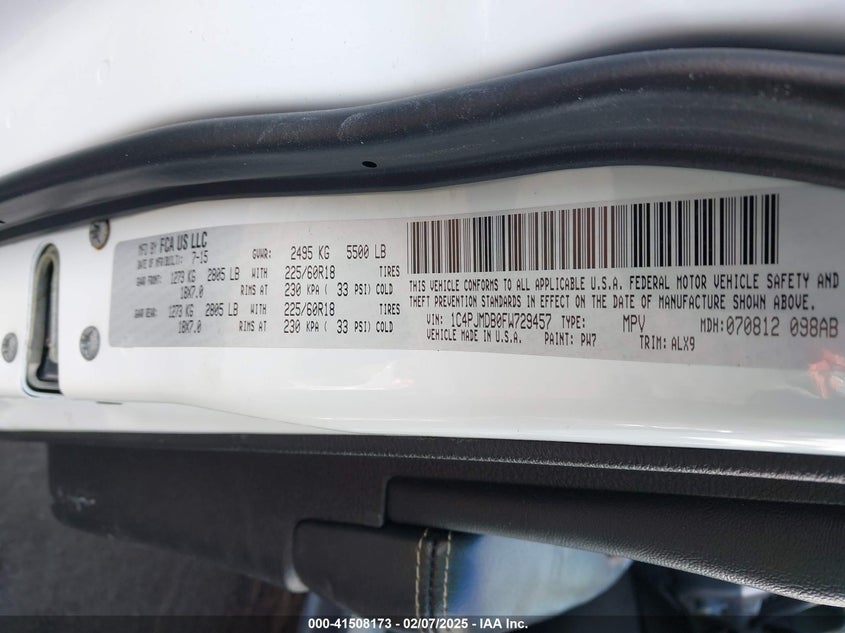 MFD BY FCA US LLC
DATE OF MFR/BUILT: 7-15
GVWR: 2495 KG 5500 LB
GAWR FRONT: 1273 KG 2805 LB WITH 225/60R18 TIRES
18X7.0 RIMS AT 230 KPA ( 33 PSI) COLD
GAWR REAR: 1273 KG 2805 LB WITH 225/60R18 TIRES
18X7.0 RIMS AT 230 KPA ( 33 PSI) COLD
THIS VEHICLE CONFORMS TO ALL APPLICABLE U.S.A. FEDERAL MOTOR VEHICLE SAFETY AND
THEFT PREVENTION STANDARDS IN EFFECT ON THE DATE OF MANUFACTURE SHOWN ABOVE.
VIN: 1C4PJMDB0FW729457 TYPE: MPV MDH:070812 098AB
VEHICLE MADE IN U.S.A. PAINT: PW7 TRIM: ALX9
000-41508173 - 02/07/2025 - IAA Inc.